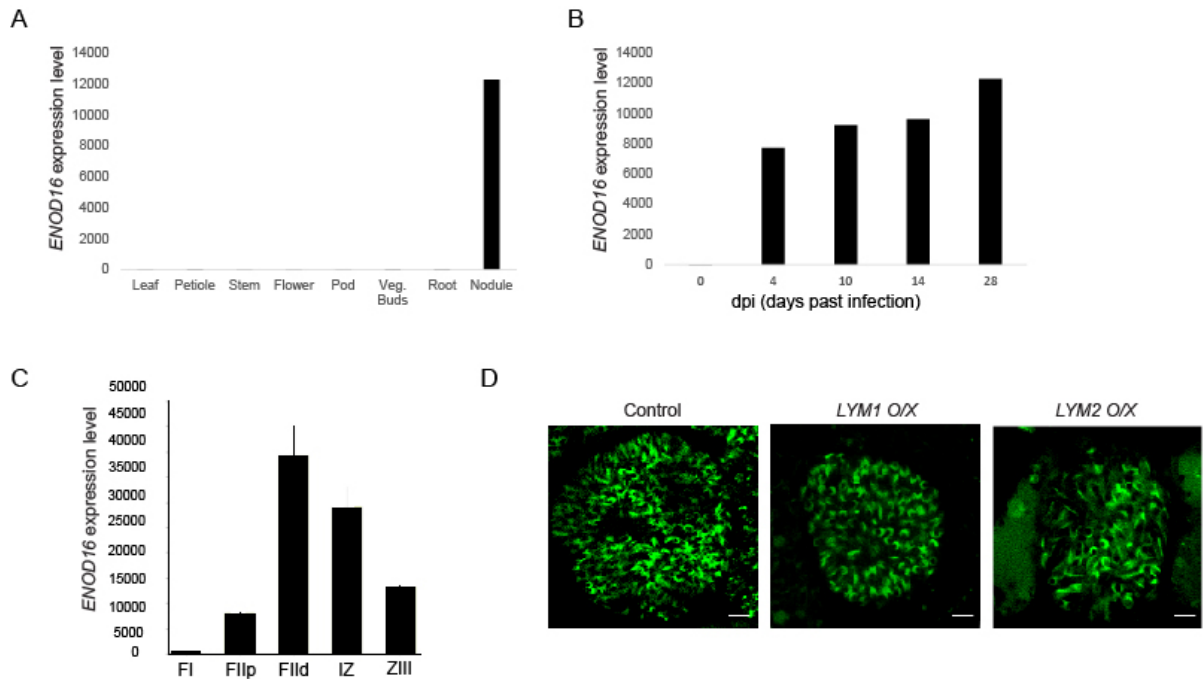 A
ENOD16 expression level
14000
12000
10000
8000
6000
4000
2000
0
Leaf Petiole Stem Flower Pod Veg. Buds Root Nodule
B
ENOD16 expression level
14000
12000
10000
8000
6000
4000
2000
0
0 4 10 14 28
dpi (days past infection)
C
ENOD16 expression level
50000
45000
40000
35000
30000
25000
20000
15000
10000
5000
0
FI FIIp FIId IZ ZIII
D
Control LYM1 O/X LYM2 O/X